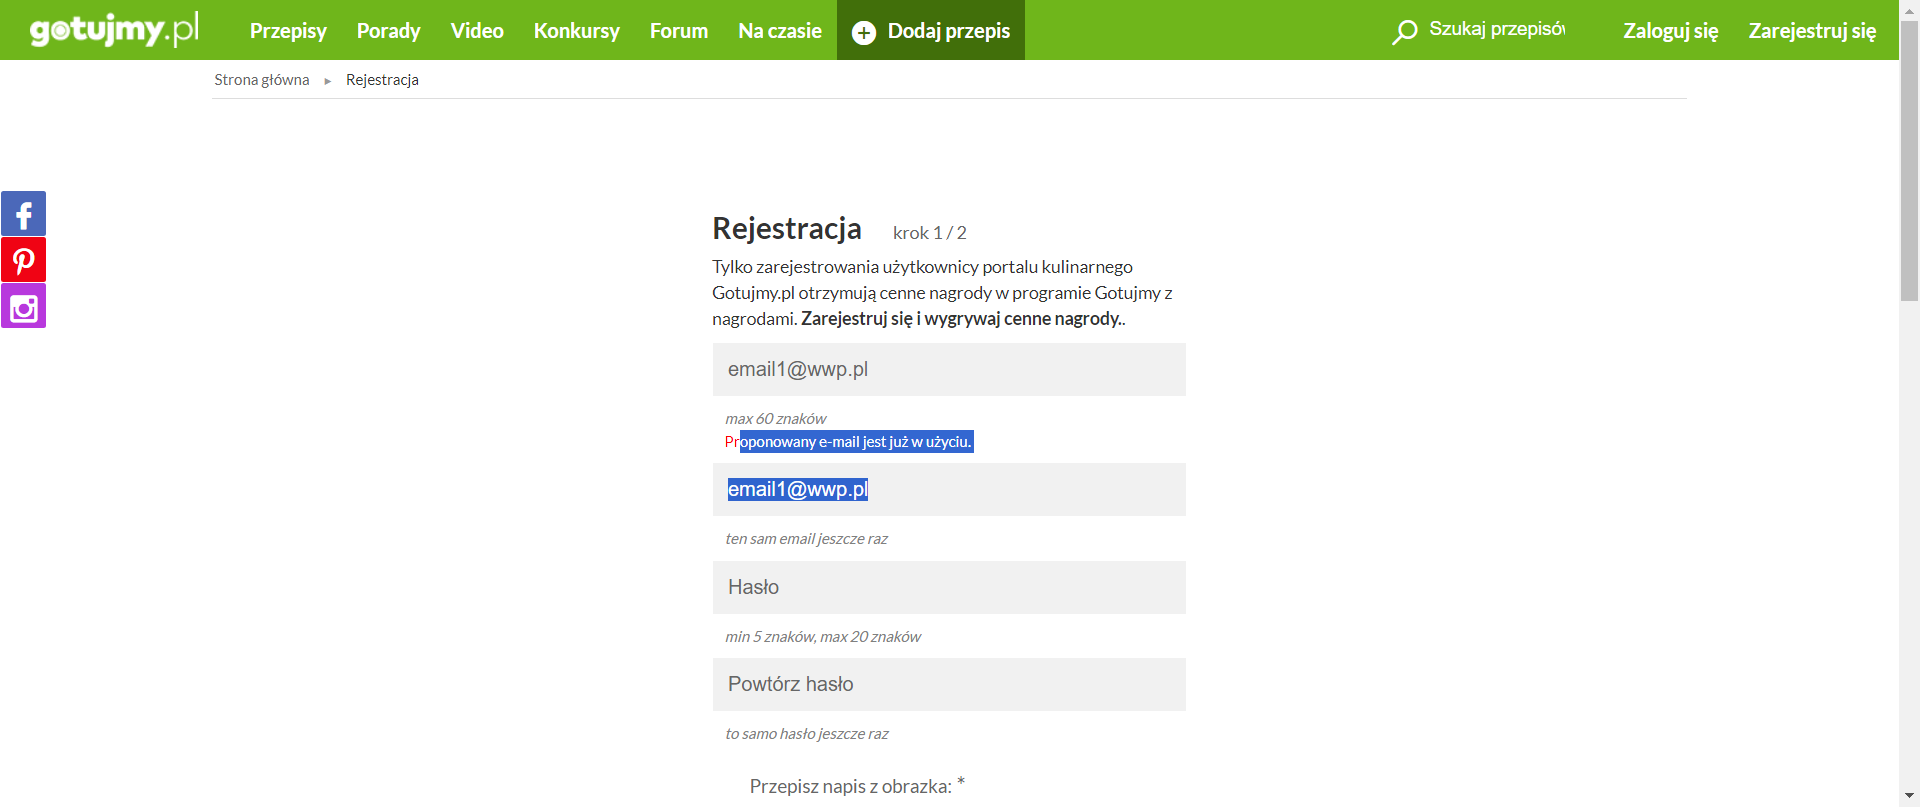 gotujmy.pl Przepisy Porady Video Konkursy Forum Na czasie Dodaj przepis Szukaj przepisów Zaloguj się Zarejestruj się
Strona główna ▸ Rejestracja
Rejestracja krok 1 / 2
Tylko zarejestrowania użytkownicy portalu kulinarnego
Gotujmy.pl otrzymują cenne nagrody w programie Gotujmy z
nagrodami. Zarejestruj się i wygrywaj cenne nagrody..
email1@wwp.pl
max 60 znaków
Proponowany e-mail jest już w użyciu.
email1@wwp.pl
ten sam email jeszcze raz
Hasło
min 5 znaków, max 20 znaków
Powtórz hasło
to samo hasło jeszcze raz
Przepisz napis z obrazka: *